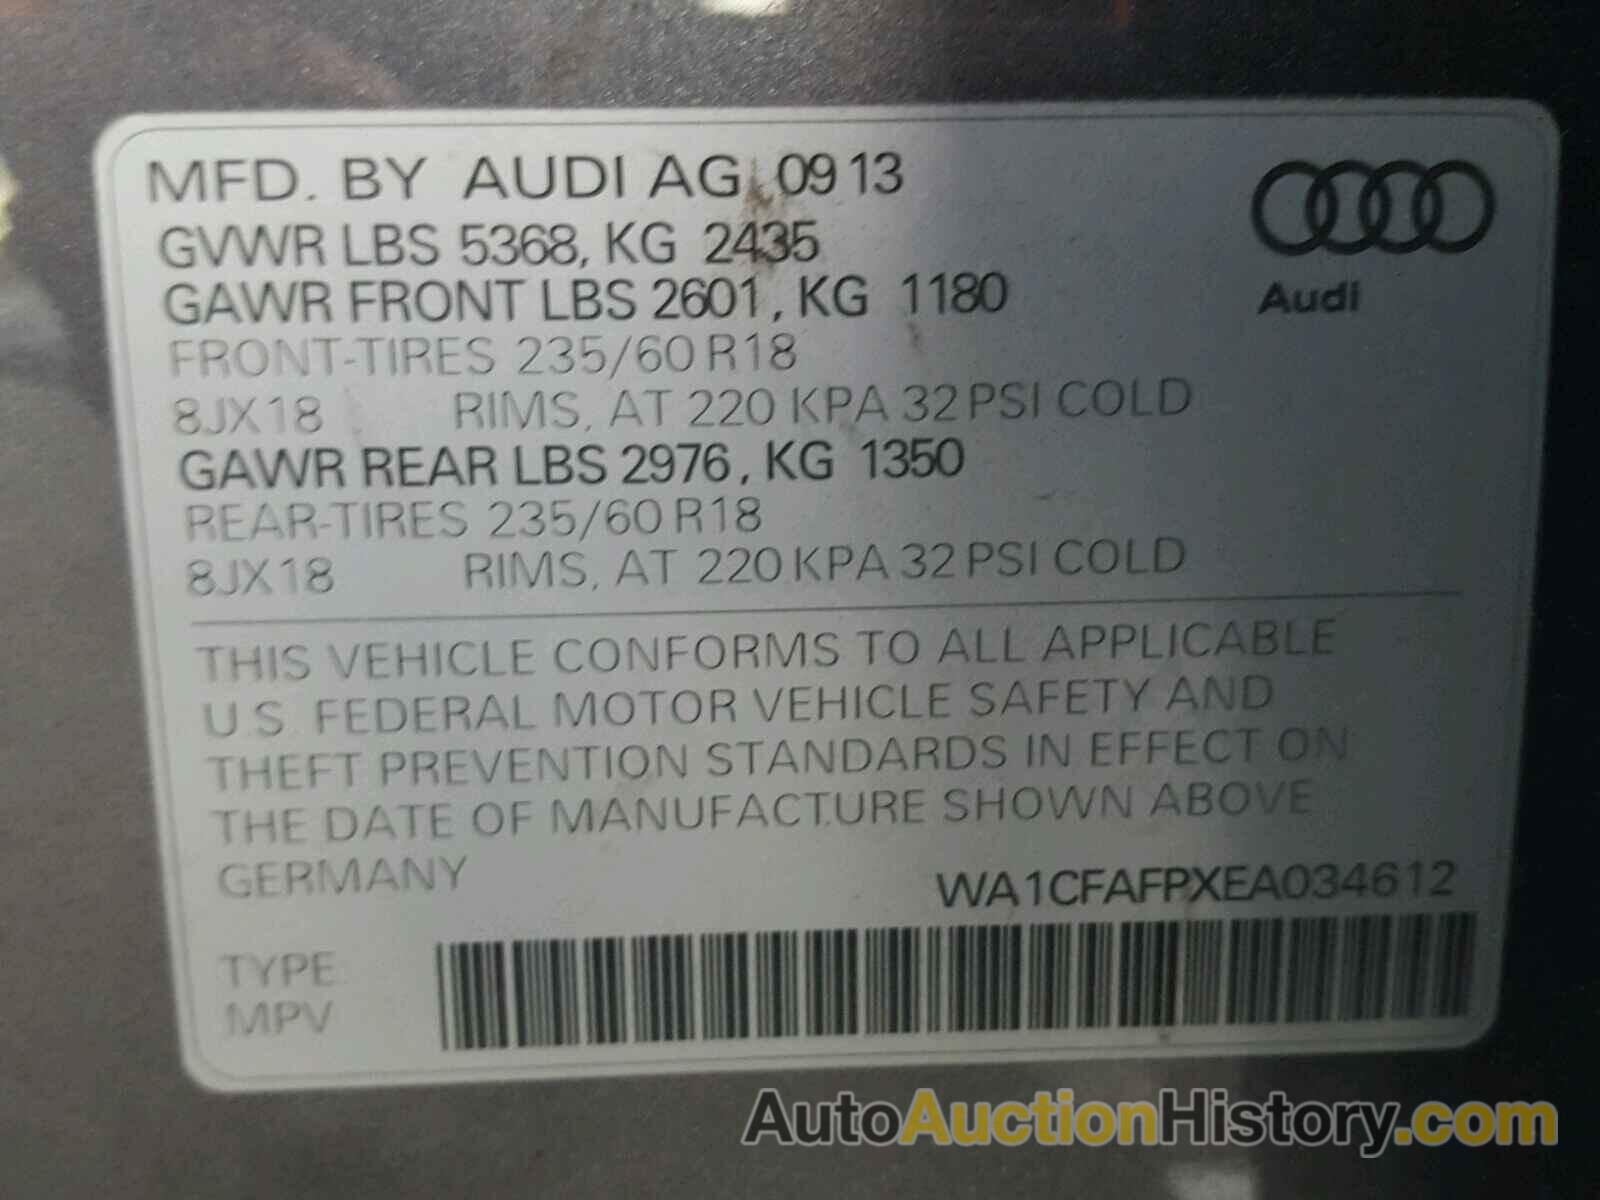 MFD. BY AUDI AG 09 13
GVWR LBS 5368, KG 2435
GAWR FRONT LBS 2601, KG 1180
FRONT-TIRES 235/60 R18
8JX18 RIMS, AT 220 KPA 32 PSI COLD
GAWR REAR LBS 2976, KG 1350
REAR-TIRES 235/60 R18
8JX18 RIMS, AT 220 KPA 32 PSI COLD
Audi
THIS VEHICLE CONFORMS TO ALL APPLICABLE
U.S. FEDERAL MOTOR VEHICLE SAFETY AND
THEFT PREVENTION STANDARDS IN EFFECT ON
THE DATE OF MANUFACTURE SHOWN ABOVE
GERMANY WA1CFAFPXEA034612
TYPE
MPV
AutoAuctionHistory.com